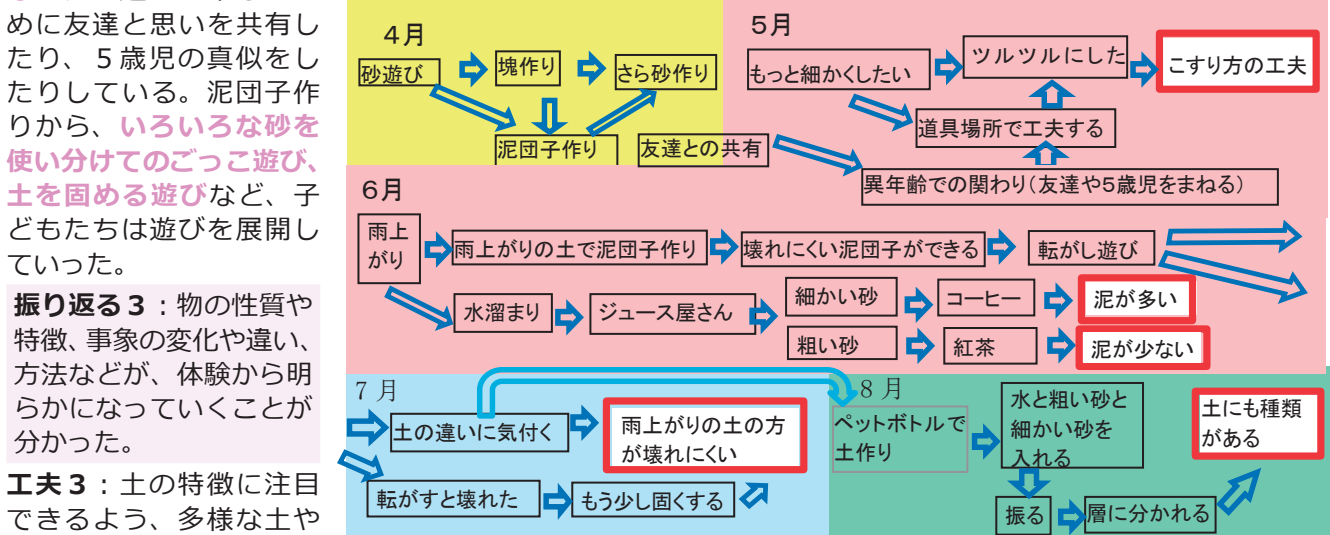 めに友達と思いを共有し
たり、5歳児の真似をし
たりしている。泥団子作
りから、いろいろな砂を
使い分けてのごっこ遊び、
土を固める遊びなど、子
どもたちは遊びを展開し
ていった。
振り返る3：物の性質や
特徴、事象の変化や違い、
方法などが、体験から明
らかになっていくことが
分かった。
工夫3：土の特徴に注目
できるよう、多様な土や
4月
砂遊び
塊作り
さら砂作り
泥団子作り
友達との共有
5月
もっと細かくしたい
ツルツルにした
こすり方の工夫
道具場所で工夫する
異年齢での関わり(友達や5歳児をまねる)
6月
雨上
がり
雨上がりの土で泥団子作り
壊れにくい泥団子ができる
転がし遊び
水溜まり
ジュース屋さん
細かい砂
コーヒー
泥が多い
粗い砂
紅茶
泥が少ない
7月
土の違いに気付く
雨上がりの土の方
が壊れにくい
転がすと壊れた
もう少し固くする
8月
ペットボトルで
土作り
水と粗い砂と
細かい砂を
入れる
振る
層に分かれる
土にも種類
がある